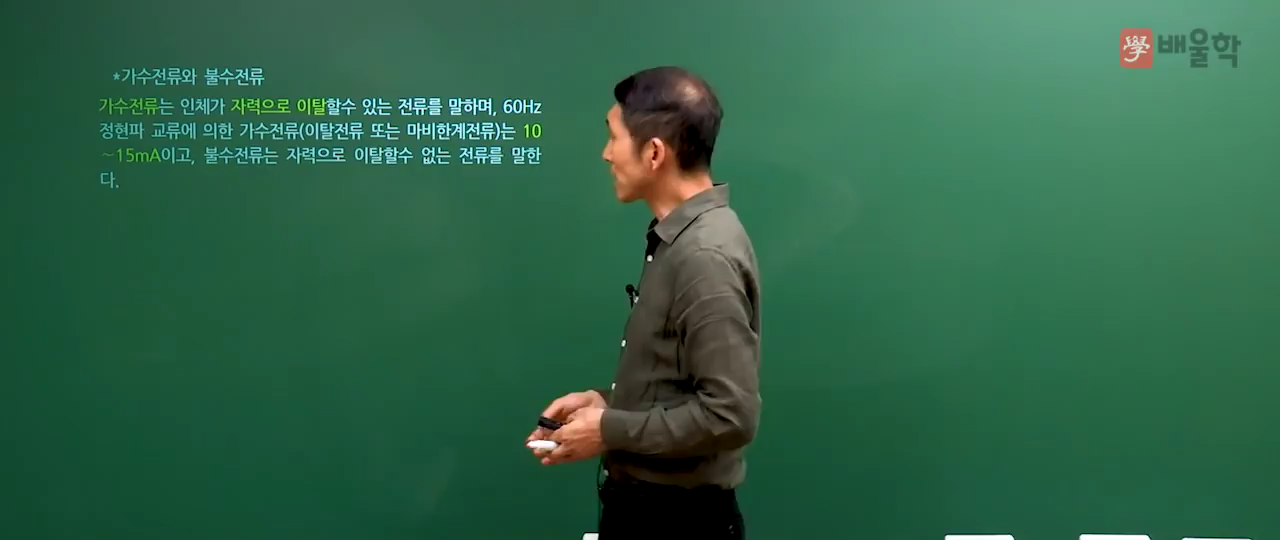 學 배울학
*가수전류와 불수전류
가수전류는 인체가 자력으로 이탈할수 있는 전류를 말하며, 60Hz
정현파 교류에 의한 가수전류(이탈전류 또는 마비한계전류)는 10
~15mA이고, 불수전류는 자력으로 이탈할수 없는 전류를 말한
다.